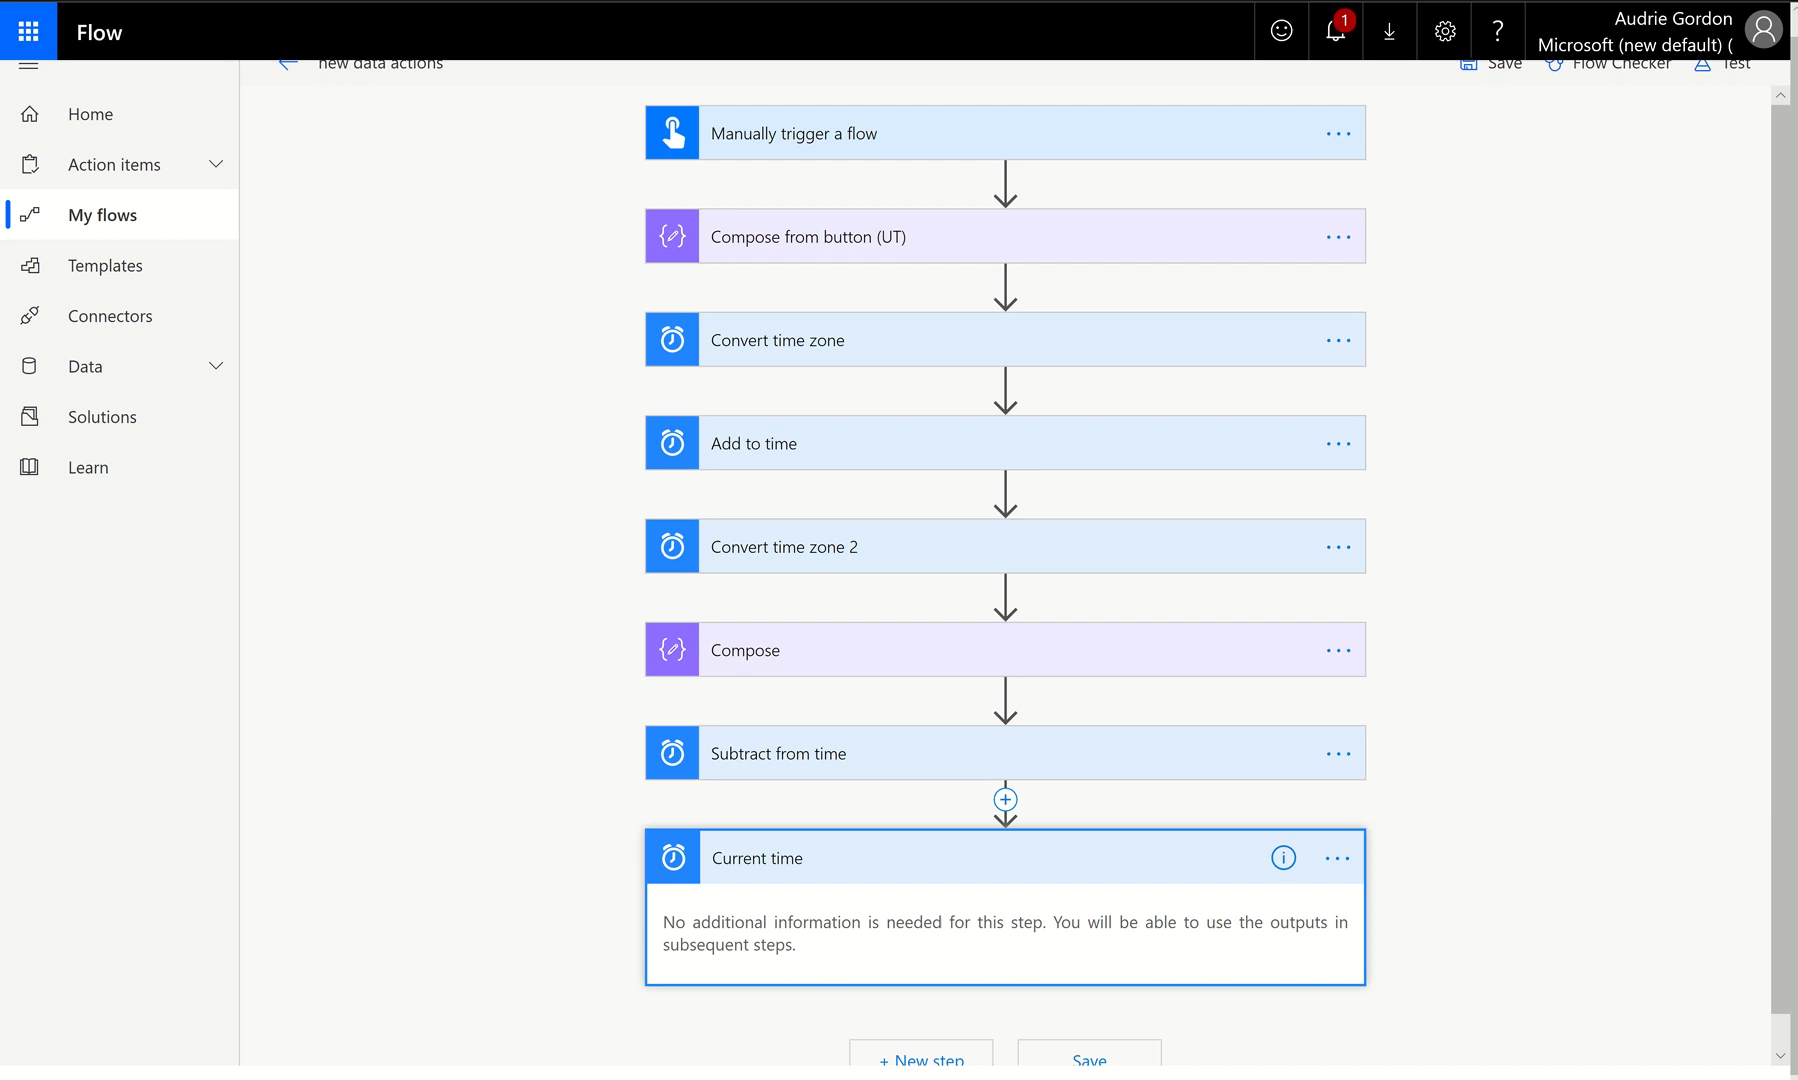 Flow
1
?
Audrie Gordon
Microsoft (new default) (
new data actions
Save
Flow Checker
Test
Home
Action items
My flows
Templates
Connectors
Data
Solutions
Learn
Manually trigger a flow
Compose from button (UT)
Convert time zone
Add to time
Convert time zone 2
Compose
Subtract from time
Current time
No additional information is needed for this step. You will be able to use the outputs in
subsequent steps.
+ New step
Save